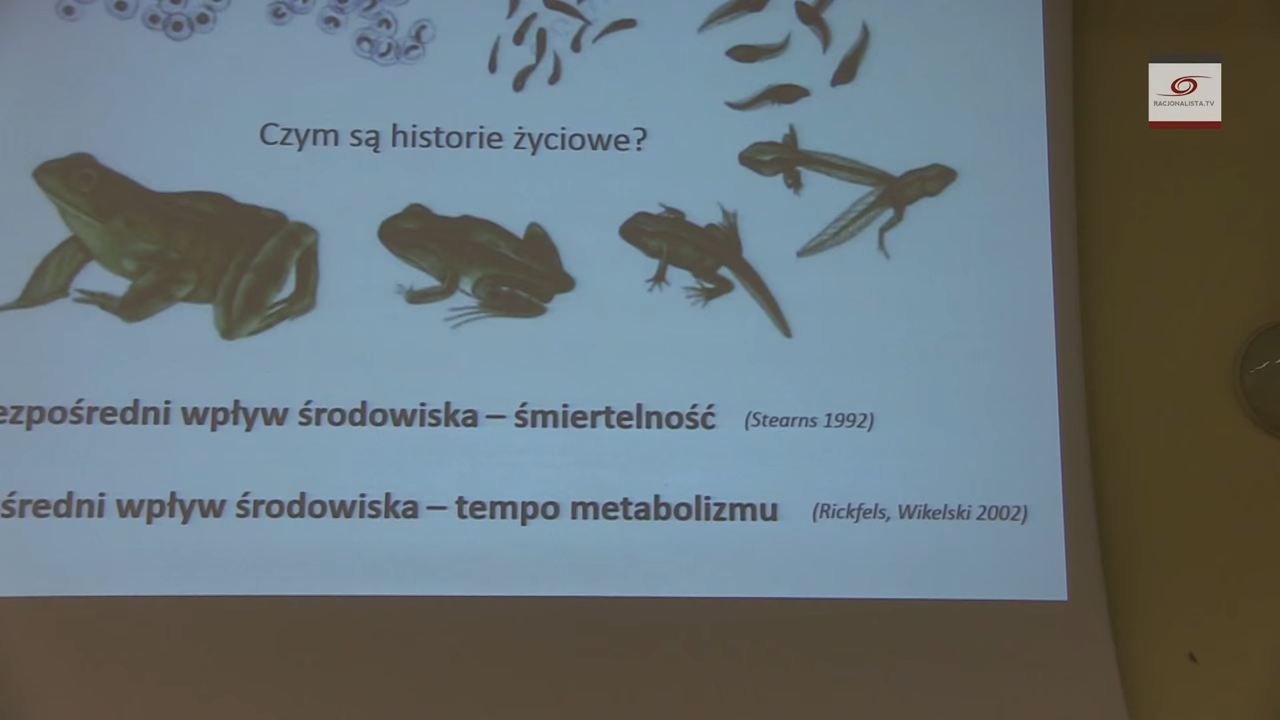 RACJONALISTA.TV
Czym są historie życiowe?
ezpośredni wpływ środowiska – śmiertelność (Stearns 1992)
średni wpływ środowiska – tempo metabolizmu (Rickfels, Wikelski 2002)